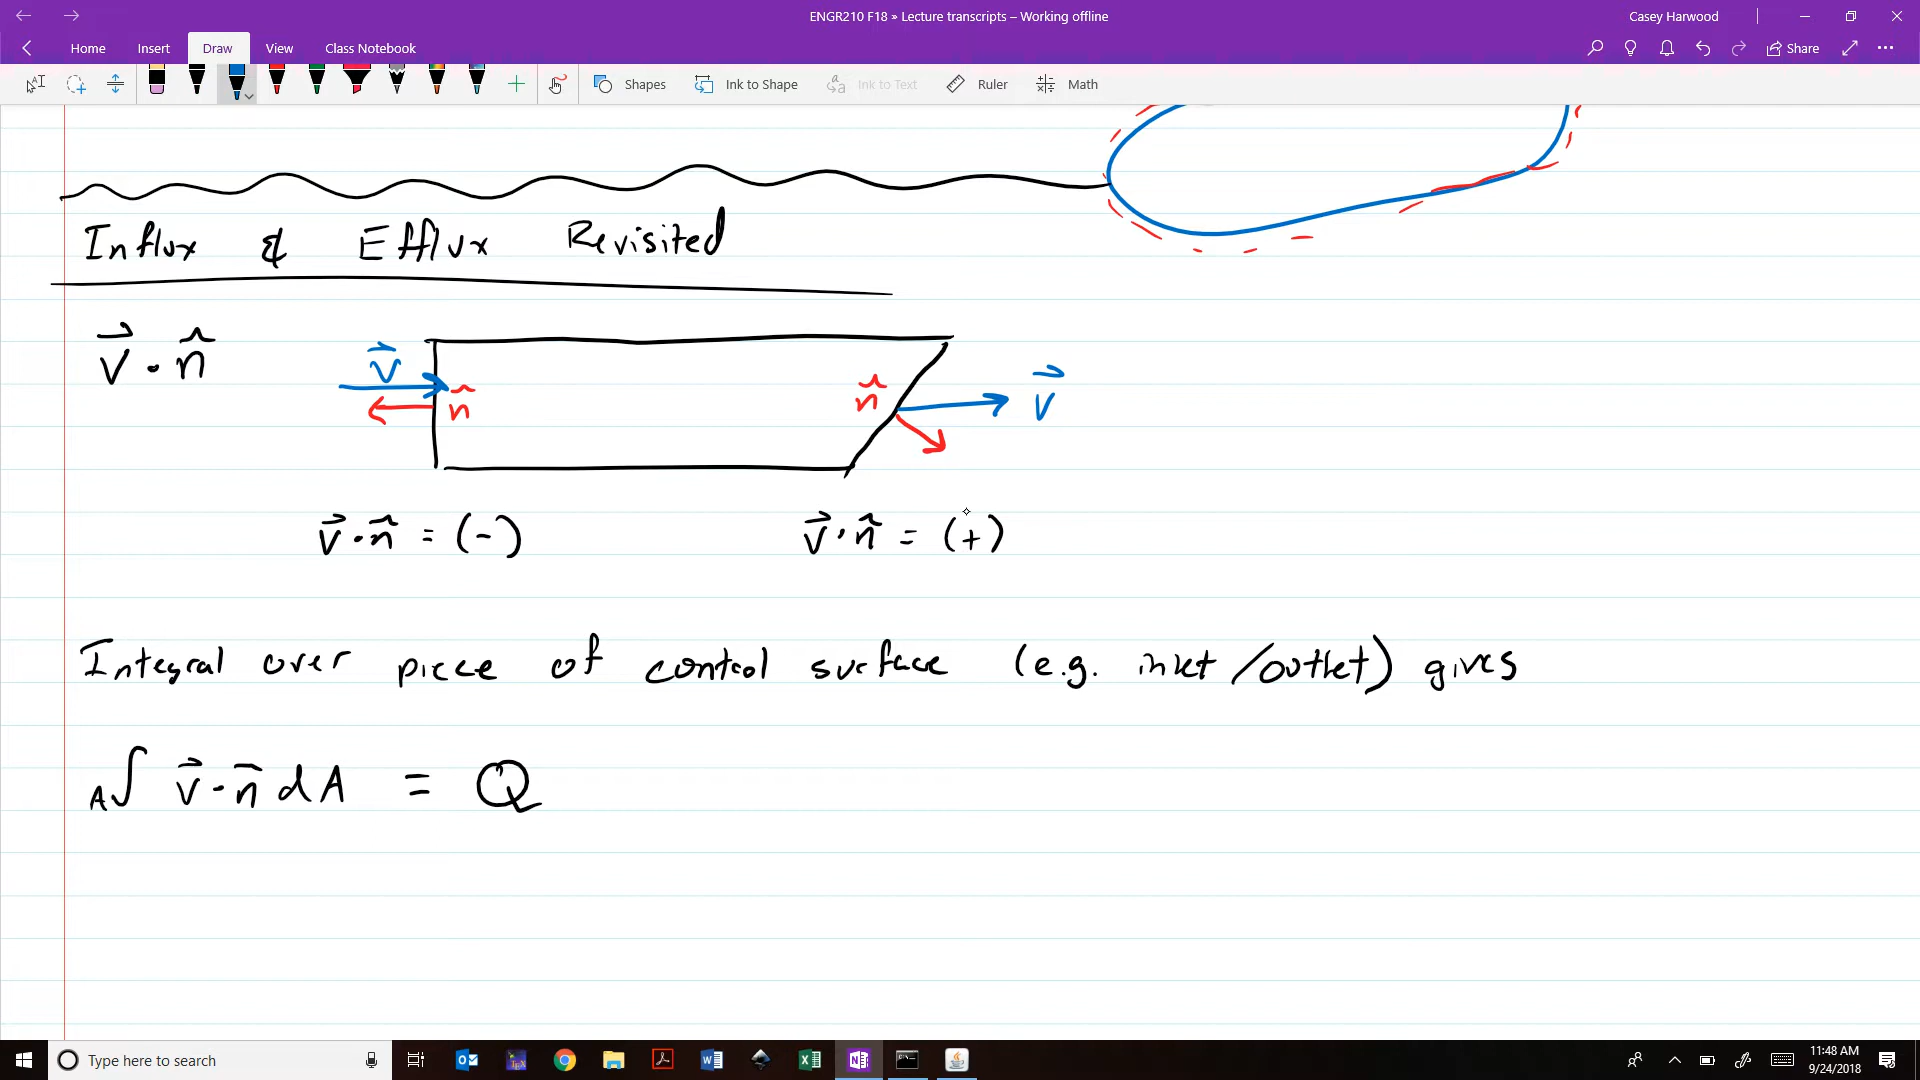 ENGR210 F18 » Lecture transcripts – Working offline
Casey Harwood
Home Insert Draw View Class Notebook
Share
Shapes Ink to Shape Ink to Text Ruler Math
Influx & Efflux Revisited
V⃗ · n̂
V⃗ n̂ n̂ V⃗
V⃗ · n̂ = (-) V⃗ · n̂ = (+)
Integral over piece of control surface (e.g. inlet/outlet) gives
A∫ V⃗ · n̄ dA = Q
Type here to search
11:48 AM
9/24/2018